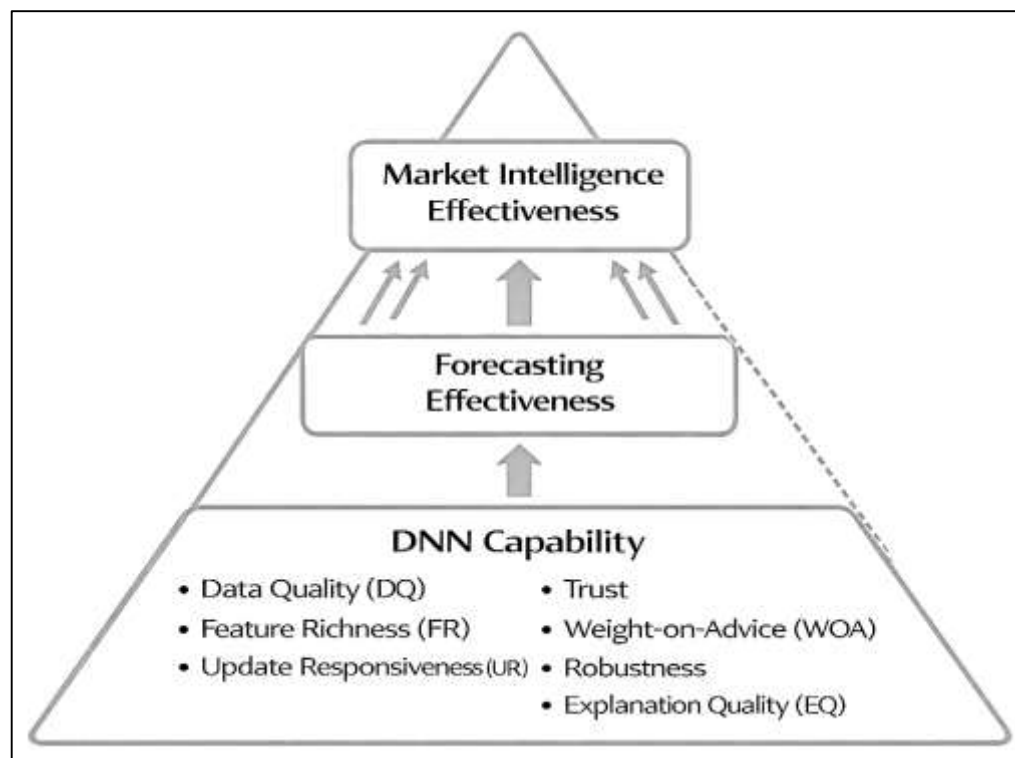 Market Intelligence
Effectiveness
Forecasting
Effectiveness
DNN Capability
• Data Quality (DQ)
• Feature Richness (FR)
• Update Responsiveness (UR)
• Trust
• Weight-on-Advice (WOA)
• Robustness
• Explanation Quality (EQ)